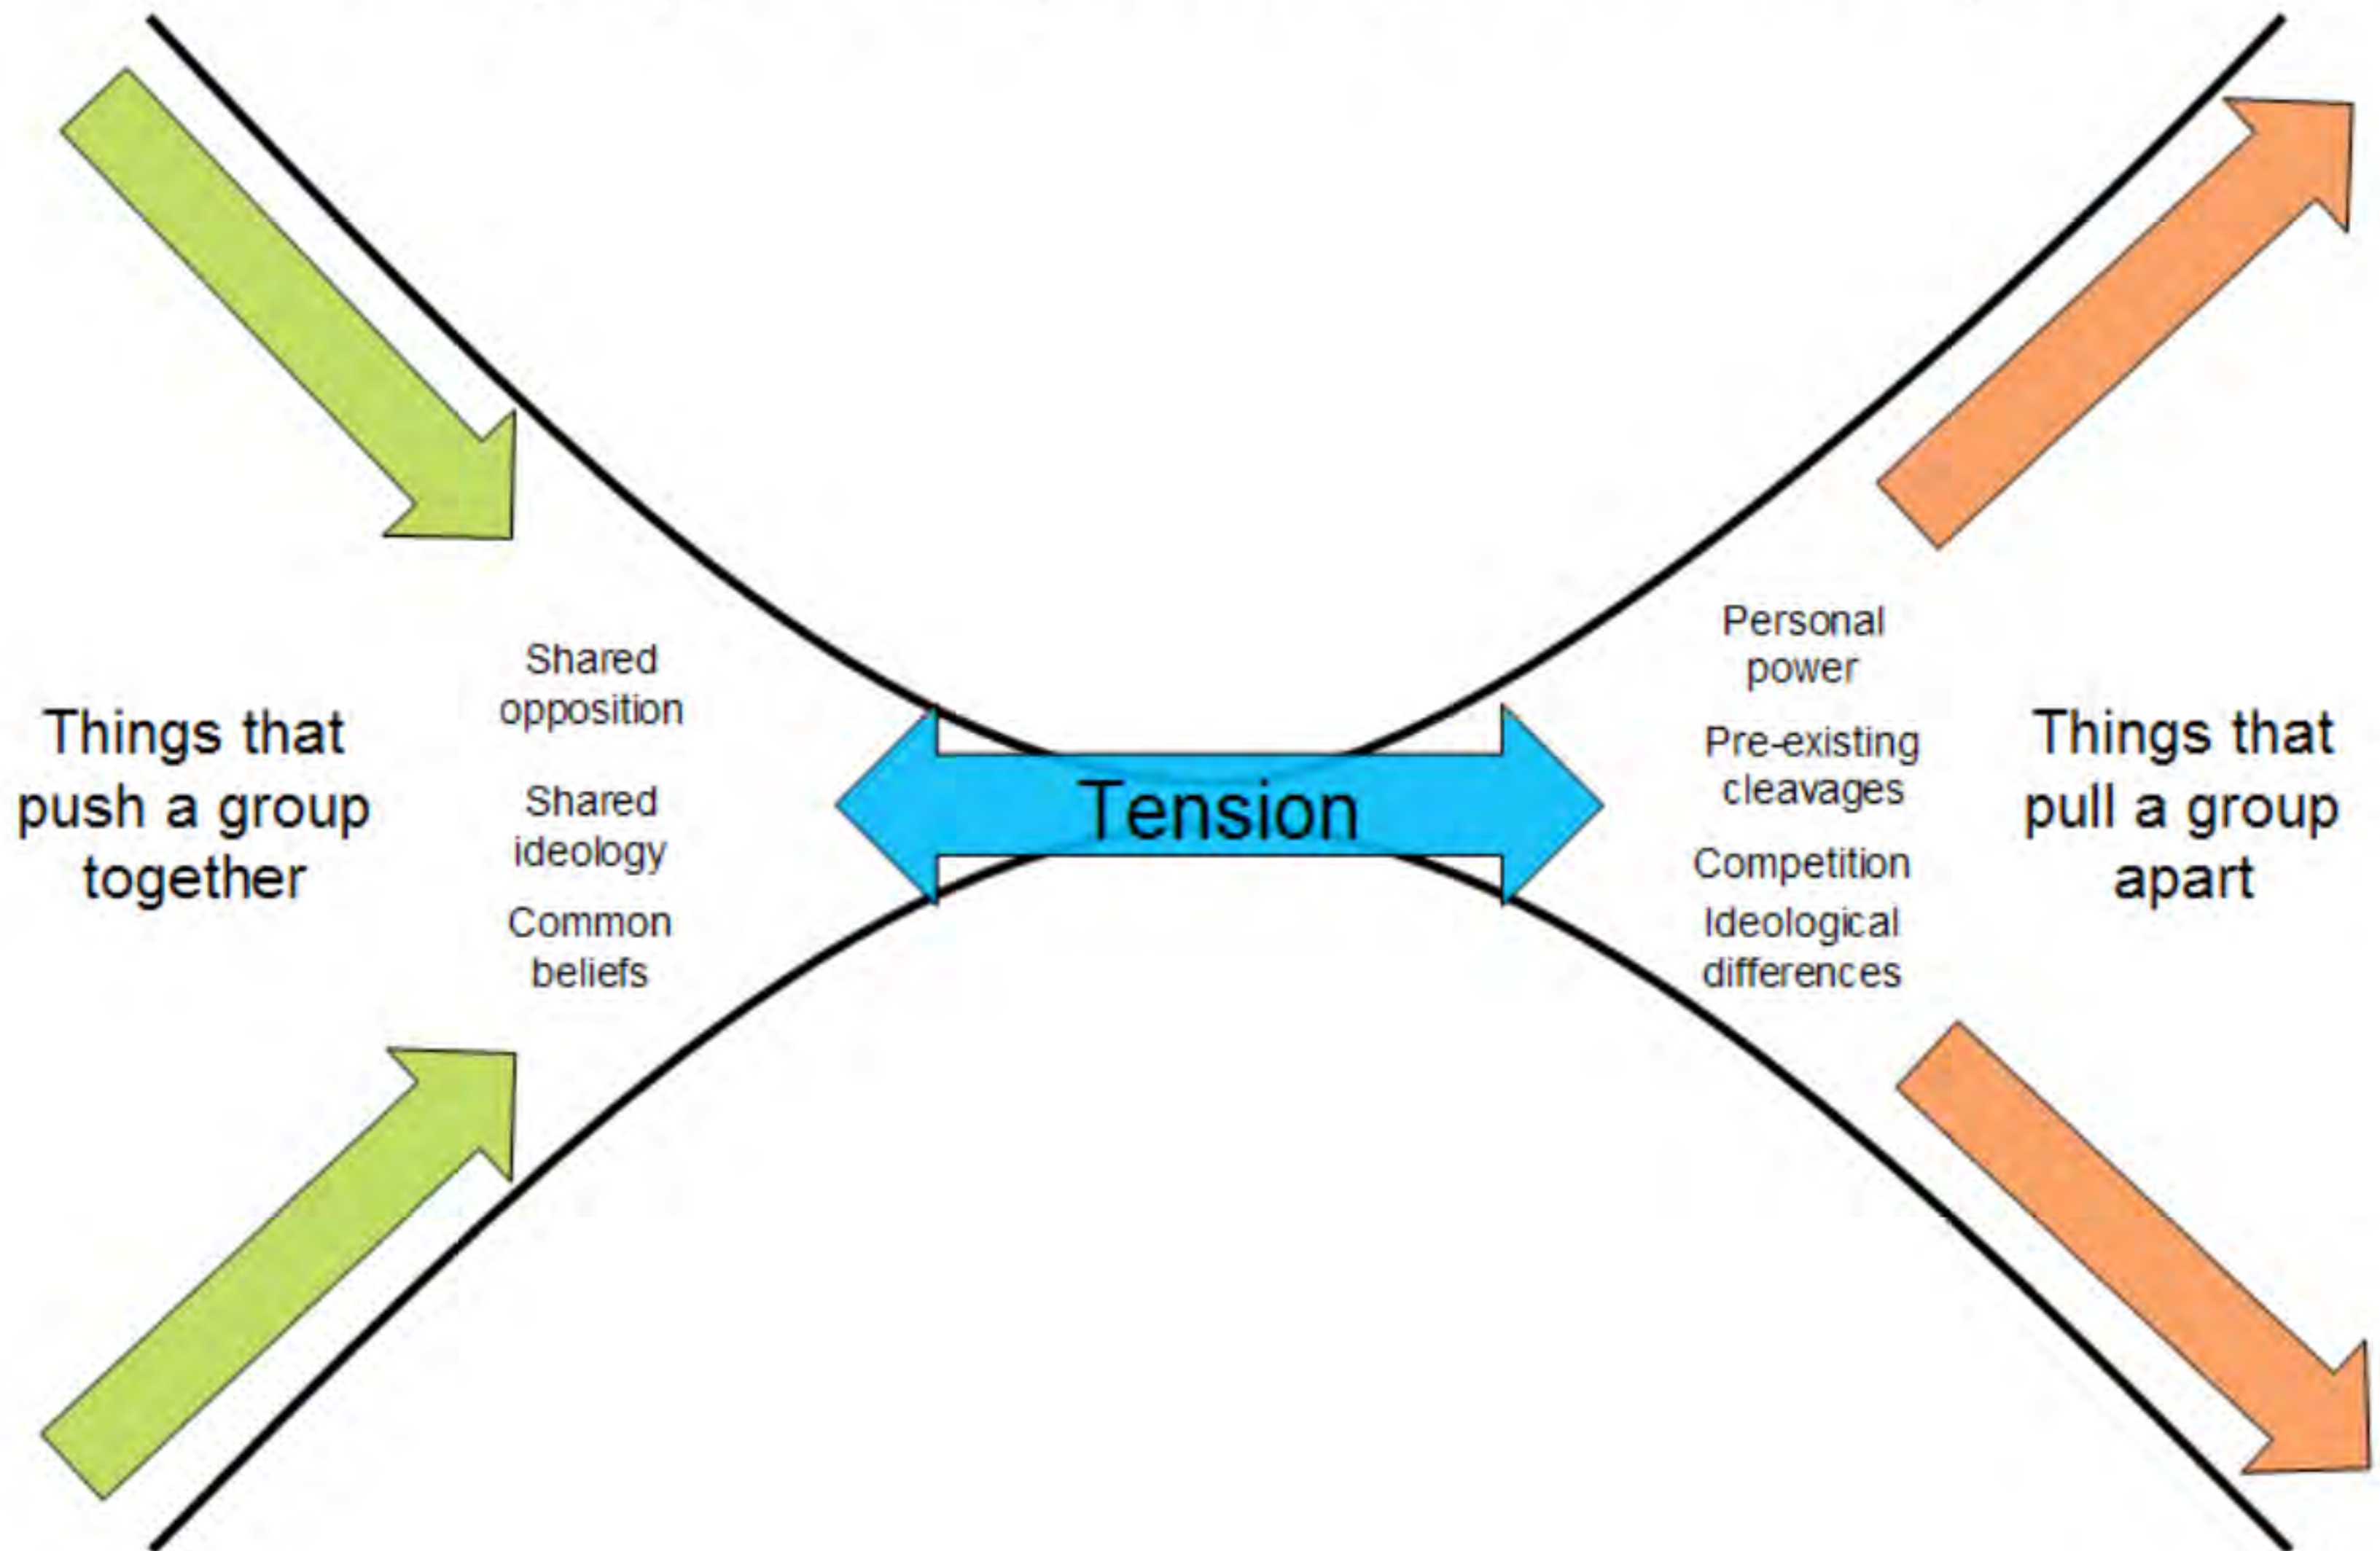 Things that
push a group
together
Shared
opposition
Shared
ideology
Common
beliefs
Tension
Personal
power
Pre-existing
cleavages
Competition
Ideological
differences
Things that
pull a group
apart